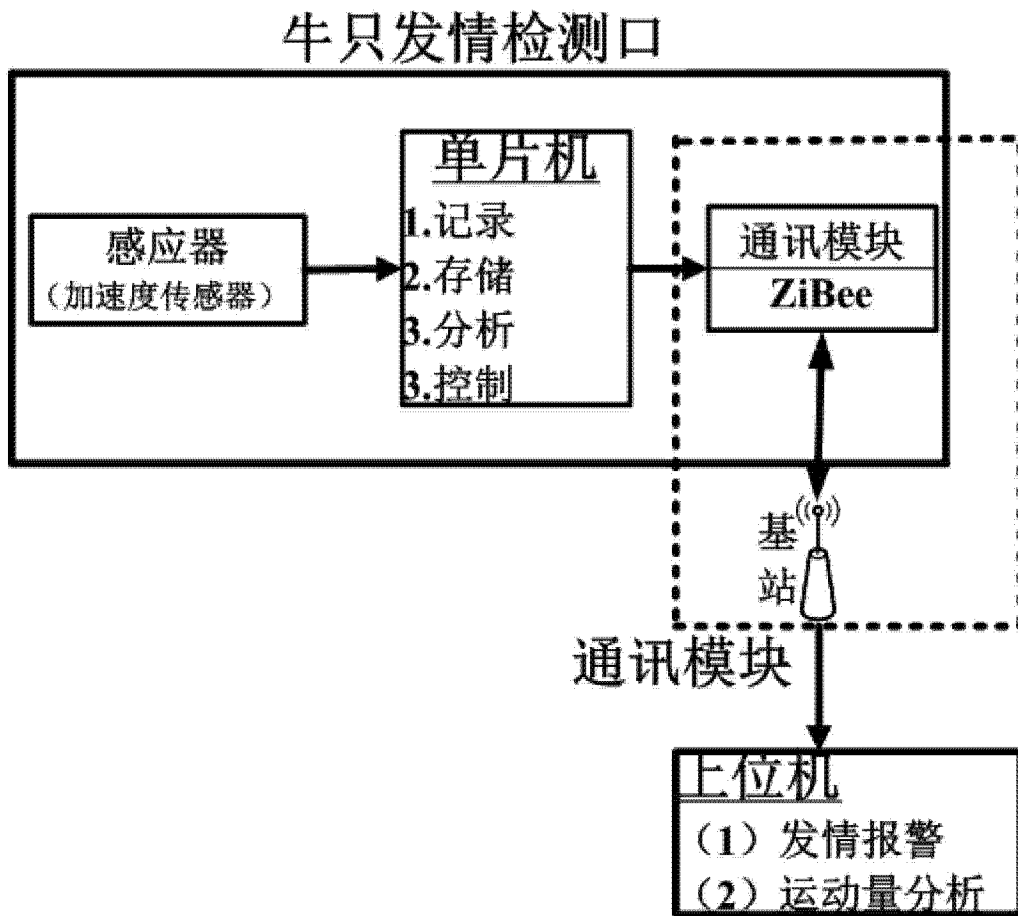 牛只发情检测口
单片机
1.记录
2.存储
3.分析
3.控制
感应器
（加速度传感器）
通讯模块
ZiBee
基
站
通讯模块
上位机
（1）发情报警
（2）运动量分析